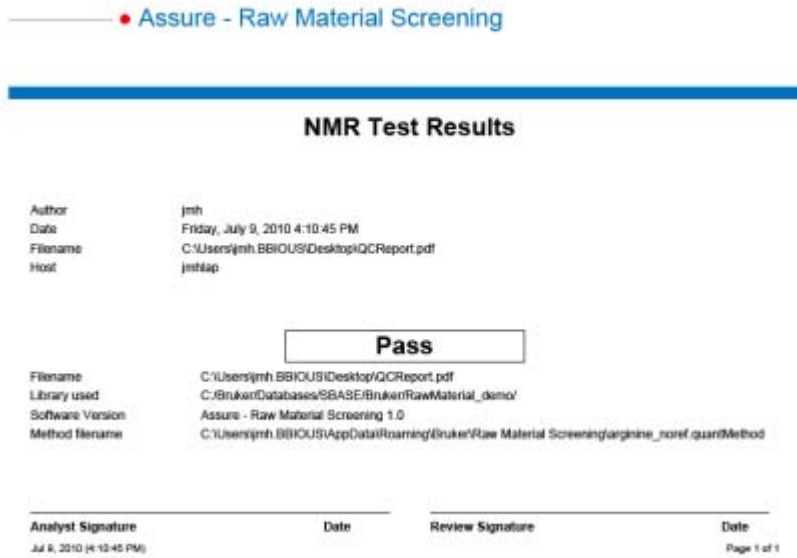 Assure - Raw Material Screening
NMR Test Results
Author jmh
Date Friday, July 9, 2010 4:10:45 PM
Filename C:\Users\jmh.BBIOUS\Desktop\QCReport.pdf
Host jmhlap
Pass
Filename C:\Users\jmh.BBIOUS\Desktop\QCReport.pdf
Library used C:/Bruker/Databases/SBASE/Bruker/RawMaterial_demo/
Software Version Assure - Raw Material Screening 1.0
Method filename C:\Users\jmh.BBIOUS\AppData\Roaming\Bruker\Raw Material Screening\arginine_noref.quantMethod
Analyst Signature Date Review Signature Date
Jul 9, 2010 (4:10:45 PM) Page 1 of 1